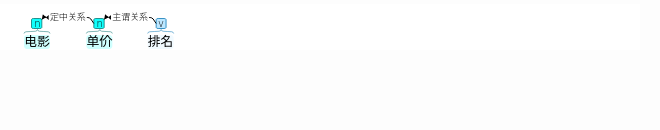 定中关系 主谓关系
n n v
电影 单价 排名